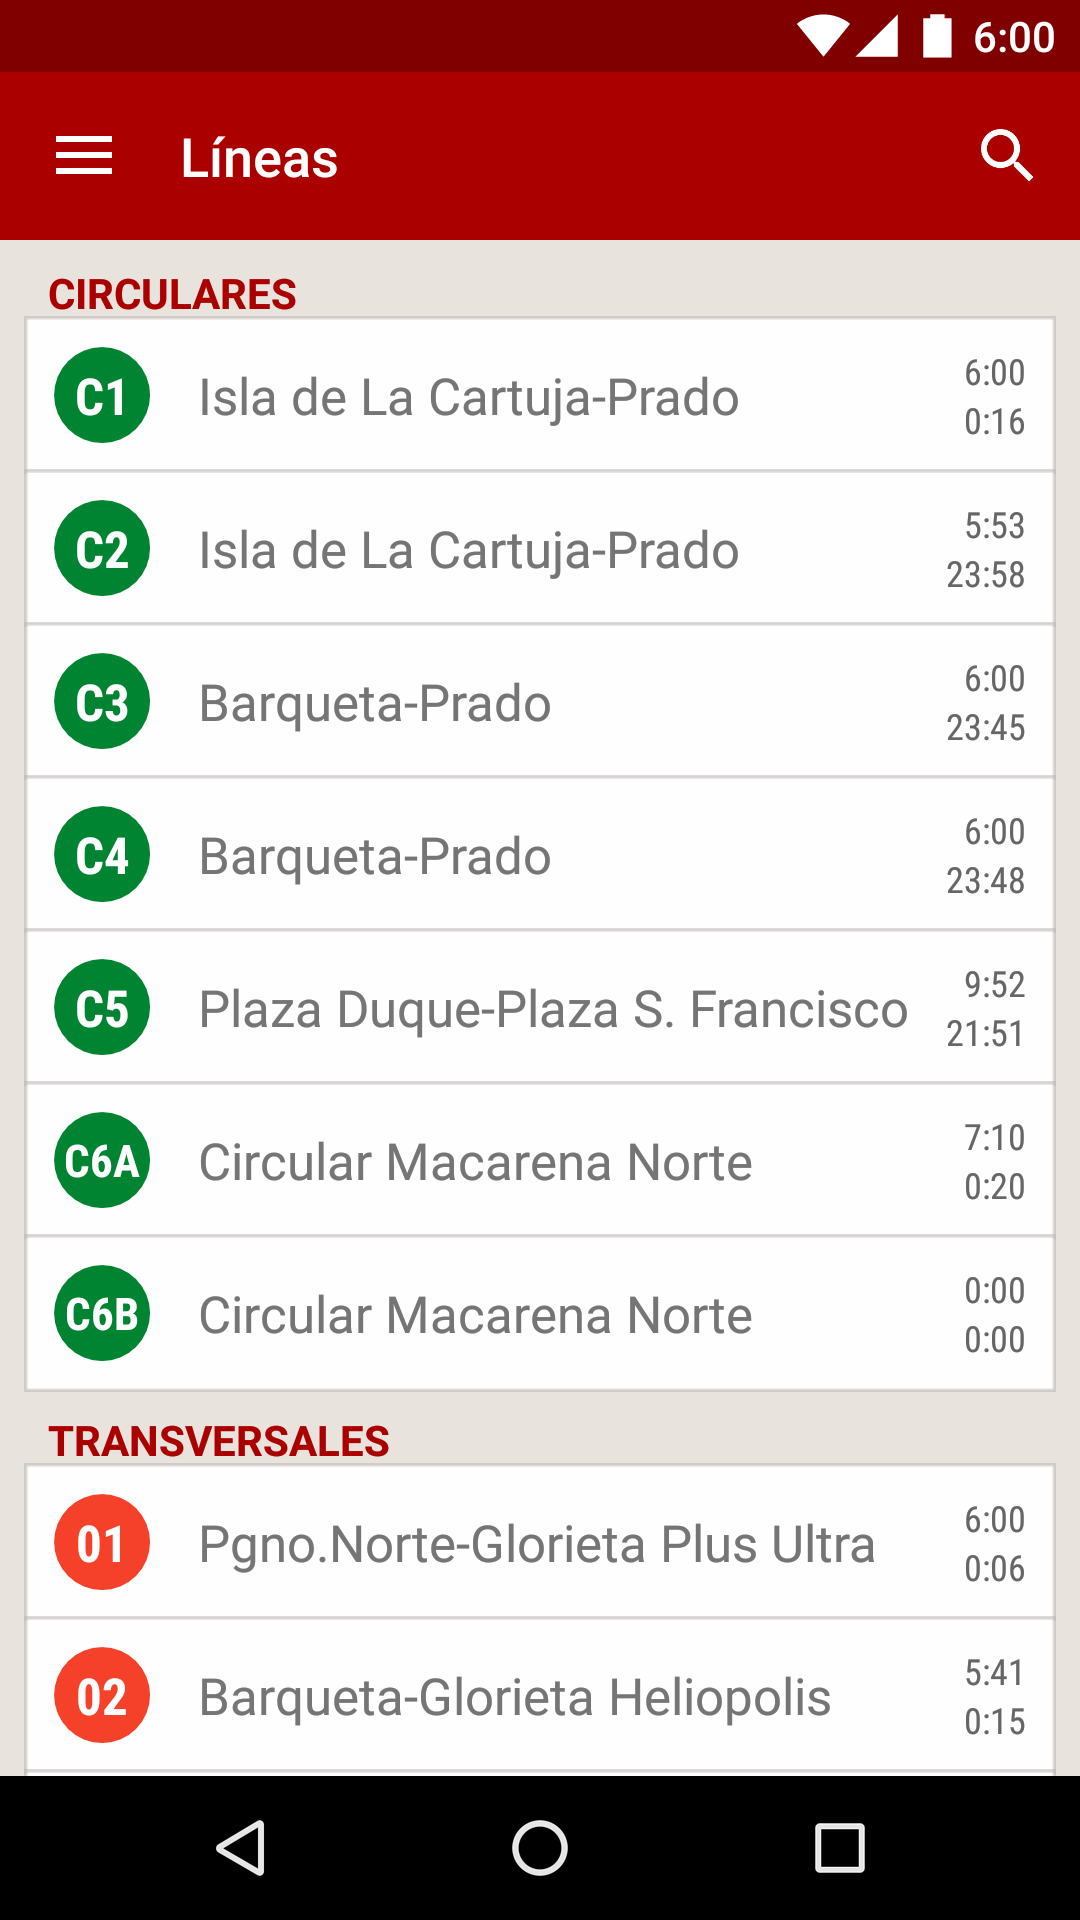 6:00
Líneas
CIRCULARES
C1 Isla de La Cartuja-Prado 6:00
0:16
C2 Isla de La Cartuja-Prado 5:53
23:58
C3 Barqueta-Prado 6:00
23:45
C4 Barqueta-Prado 6:00
23:48
C5 Plaza Duque-Plaza S. Francisco 9:52
21:51
C6A Circular Macarena Norte 7:10
0:20
C6B Circular Macarena Norte 0:00
0:00
TRANSVERSALES
01 Pgno.Norte-Glorieta Plus Ultra 6:00
0:06
02 Barqueta-Glorieta Heliopolis 5:41
0:15